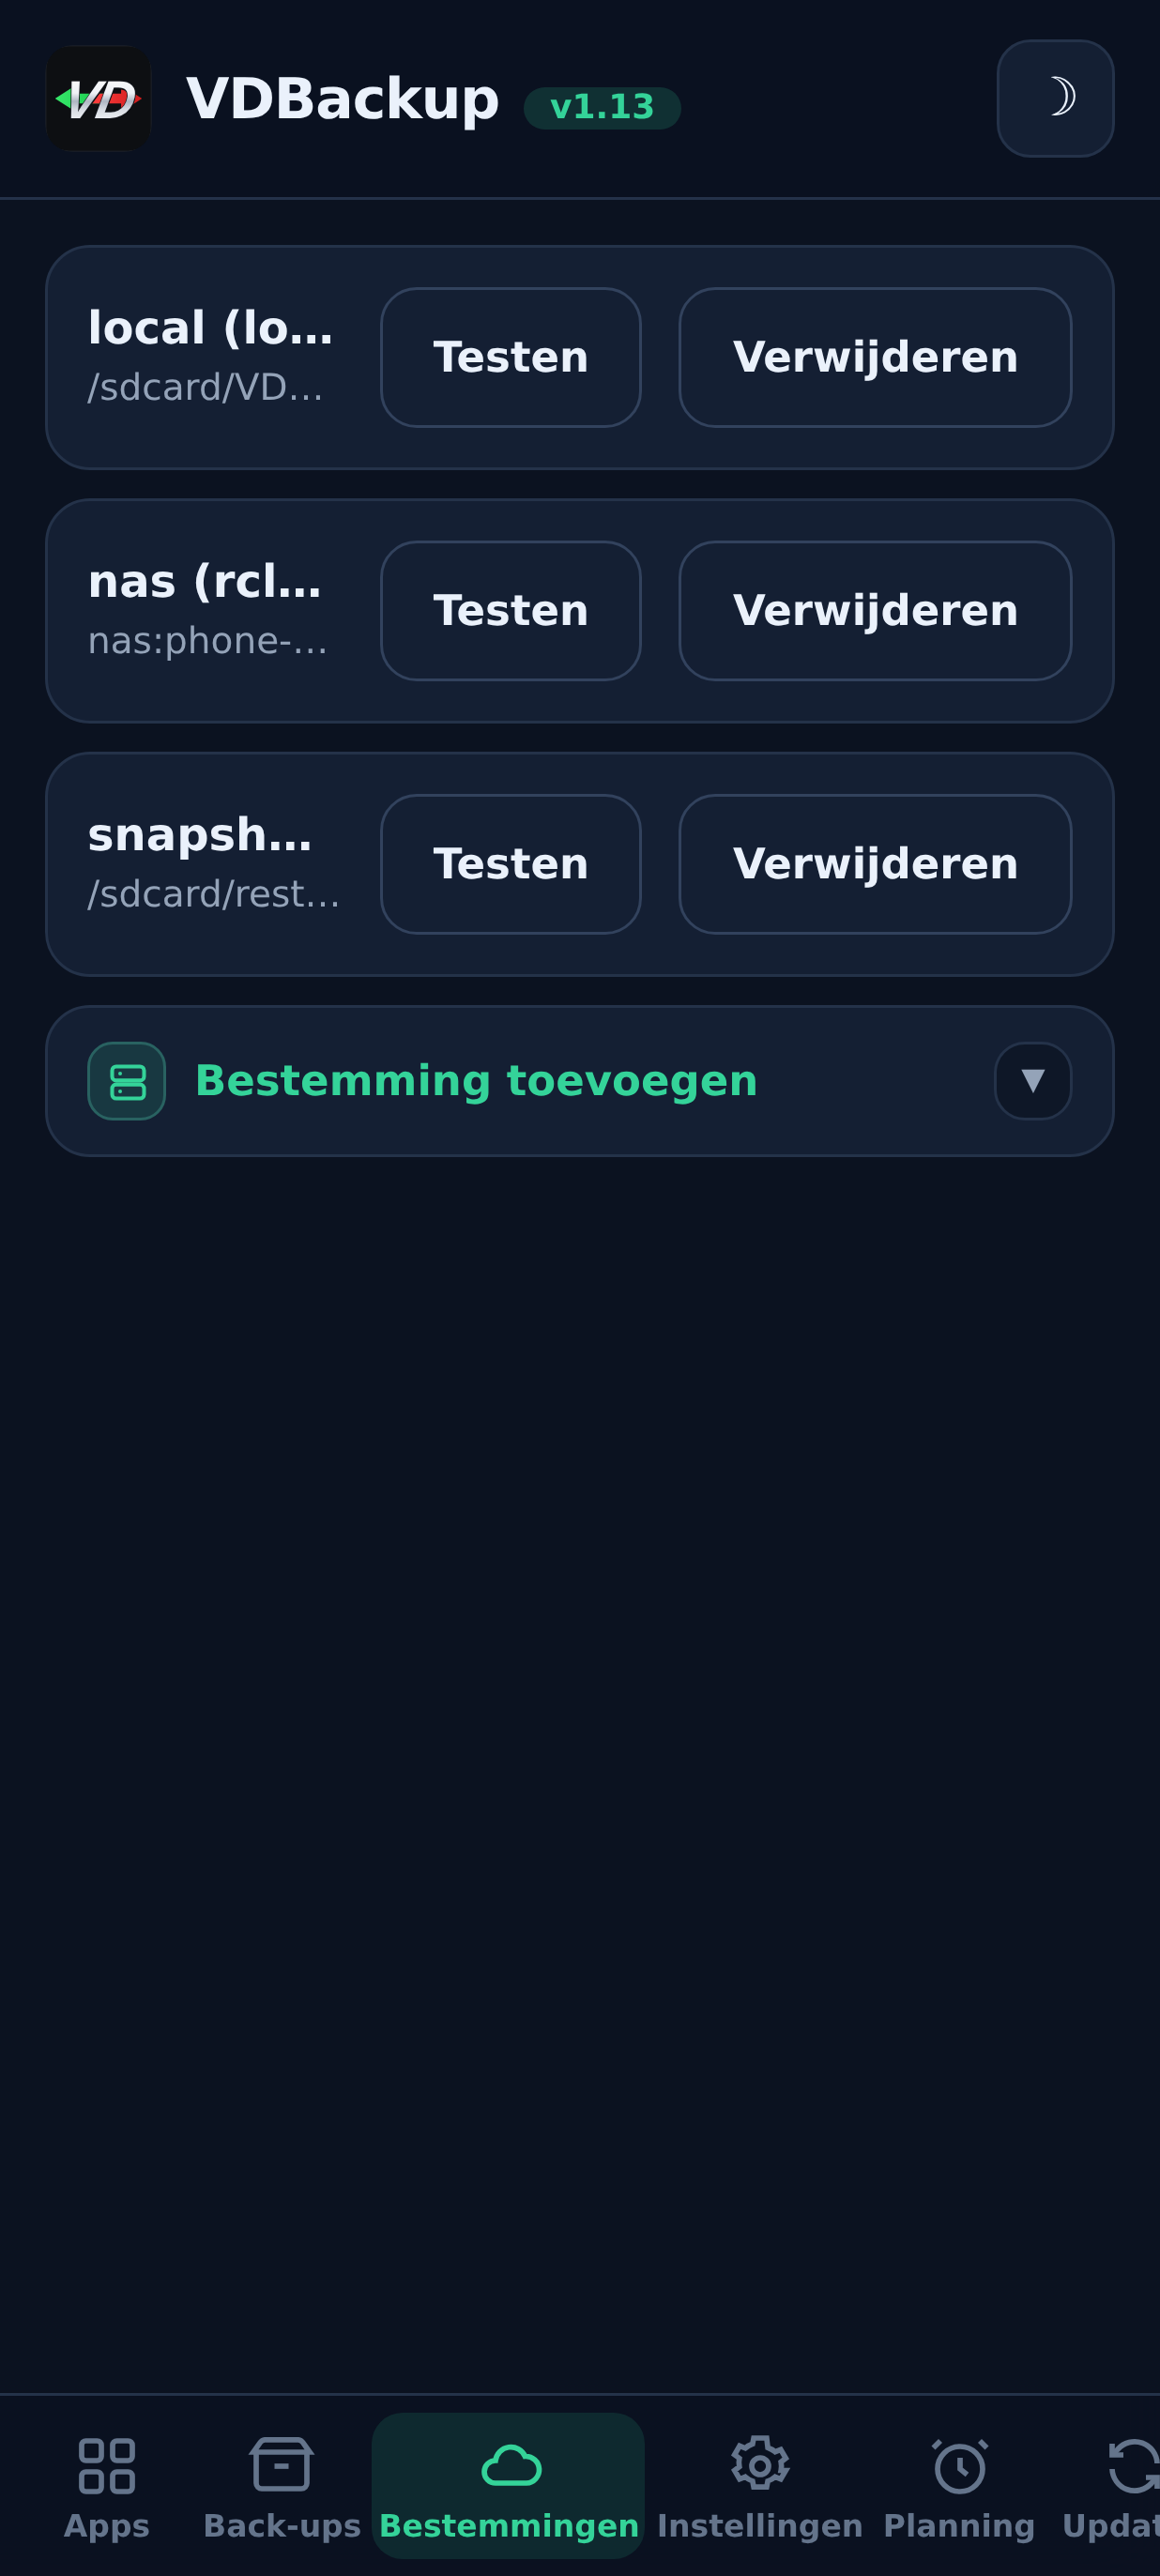 VD
VDBackup v1.13
local (lo...
/sdcard/VD...
Testen
Verwijderen
nas (rcl...
nas:phone-...
Testen
Verwijderen
snapsh...
/sdcard/rest...
Testen
Verwijderen
Bestemming toevoegen
Apps
Back-ups
Bestemmingen
Instellingen
Planning
Updat